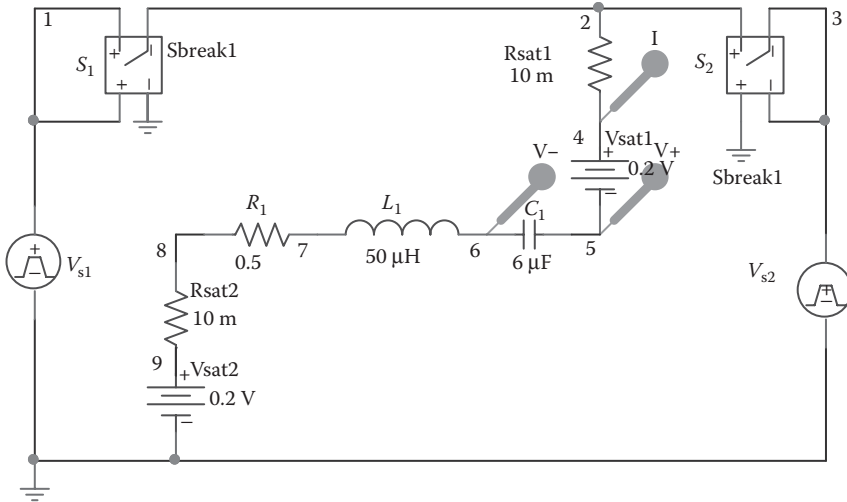 1
2
3
S₁
Sbreak1
Rsat1
10 m
I
S₂
+
+
+
+
4
Vsat1
+
0.2 V
V+
V−
−
Sbreak1
R₁
L₁
C₁
8
0.5
7
50 µH
6
6 µF
5
+
−
Vs1
Vs2
+
−
Rsat2
10 m
9
+
Vsat2
0.2 V
−